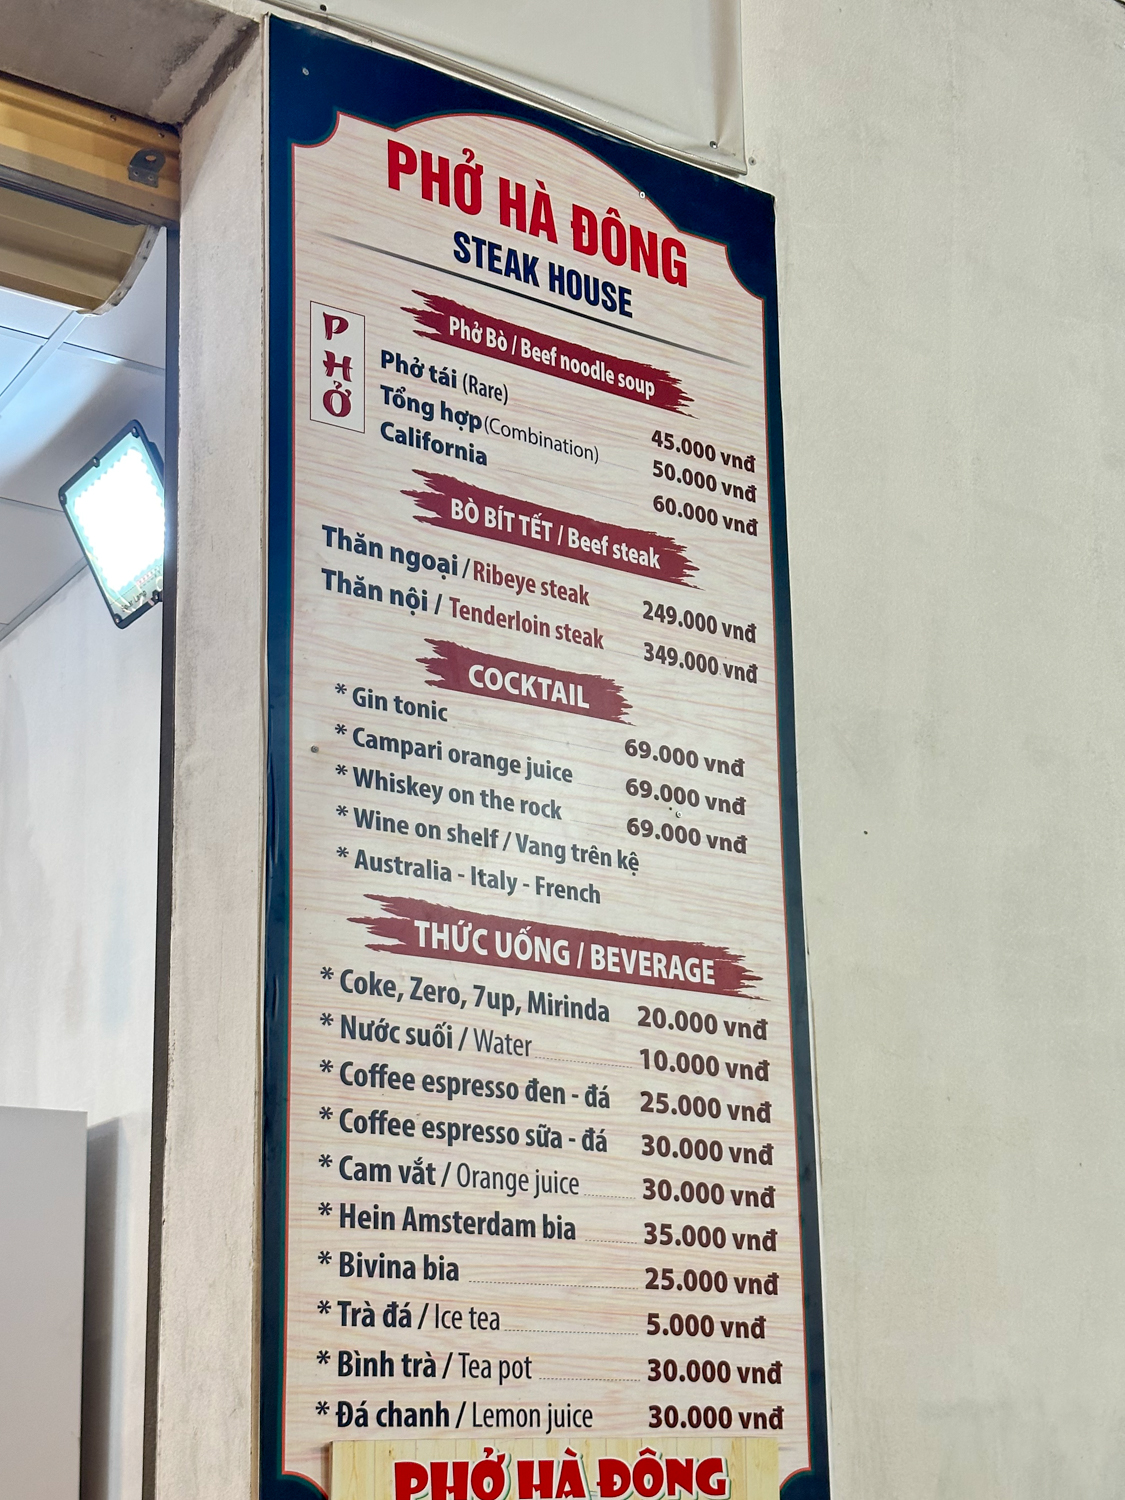 PHỞ HÀ ĐÔNG
STEAK HOUSE
PHỞ
Phở Bò / Beef noodle soup
Phở tái (Rare) 45.000 vnđ
Tổng hợp (Combination) 50.000 vnđ
California 60.000 vnđ
BÒ BÍT TẾT / Beef steak
Thăn ngoại / Ribeye steak 249.000 vnđ
Thăn nội / Tenderloin steak 349.000 vnđ
COCKTAIL
* Gin tonic 69.000 vnđ
* Campari orange juice 69.000 vnđ
* Whiskey on the rock 69.000 vnđ
* Wine on shelf / Vang trên kệ
* Australia - Italy - French
THỨC UỐNG / BEVERAGE
* Coke, Zero, 7up, Mirinda 20.000 vnđ
* Nước suối / Water 10.000 vnđ
* Coffee espresso đen - đá 25.000 vnđ
* Coffee espresso sữa - đá 30.000 vnđ
* Cam vắt / Orange juice 30.000 vnđ
* Hein Amsterdam bia 35.000 vnđ
* Bivina bia 25.000 vnđ
* Trà đá / Ice tea 5.000 vnđ
* Bình trà / Tea pot 30.000 vnđ
* Đá chanh / Lemon juice 30.000 vnđ
PHỞ HÀ ĐÔNG